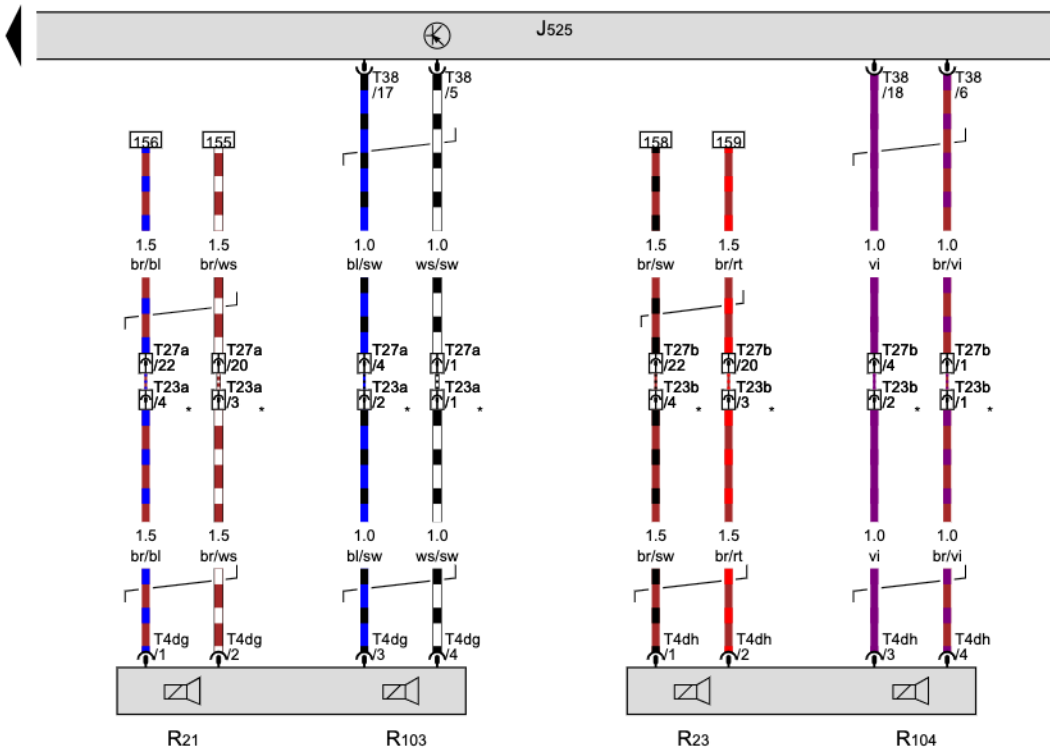 J525
T38 T38 T38 T38
/17 /5 /18 /6
156 155 158 159
1.5 1.5 1.0 1.0 1.5 1.5 1.0 1.0
br/bl br/ws bl/sw ws/sw br/sw br/rt vi br/vi
T27a T27a T27a T27a T27b T27b T27b T27b
/22 /20 /4 /1 /22 /20 /4 /1
T23a T23a T23a T23a T23b T23b T23b T23b
/4 * /3 * /2 * /1 * /4 * /3 * /2 * /1 *
1.5 1.5 1.0 1.0 1.5 1.5 1.0 1.0
br/bl br/ws bl/sw ws/sw br/sw br/rt vi br/vi
T4dg T4dg T4dg T4dg T4dh T4dh T4dh T4dh
/1 /2 /3 /4 /1 /2 /3 /4
R21 R103 R23 R104